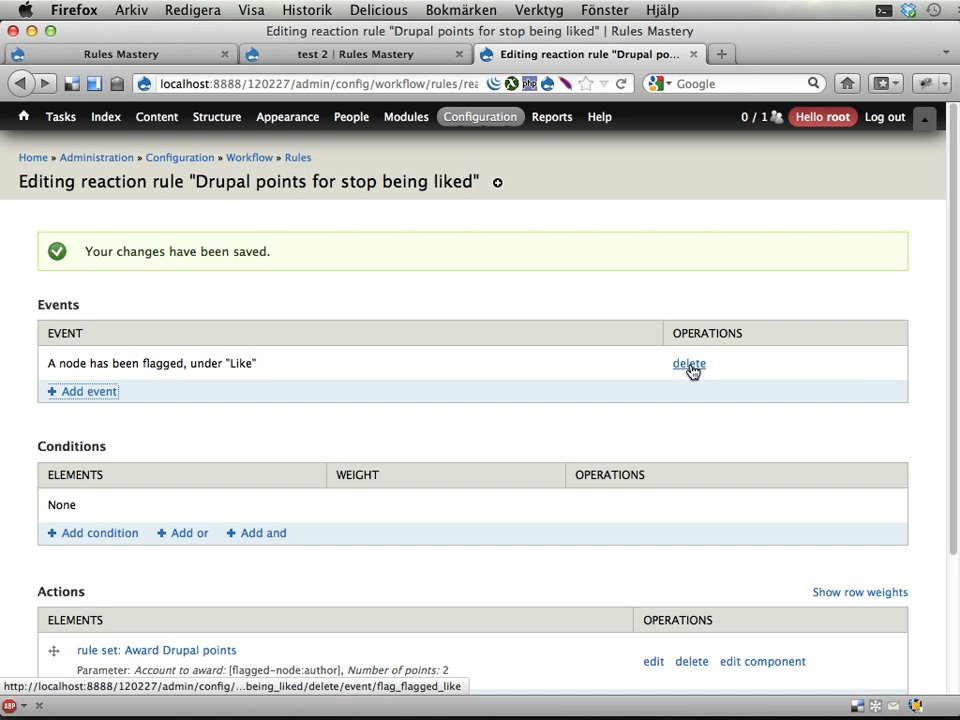 Firefox Arkiv Redigera Visa Historik Delicious Bokmärken Verktyg Fönster Hjälp
Editing reaction rule "Drupal points for stop being liked" | Rules Mastery
Rules Mastery
test 2 | Rules Mastery
Editing reaction rule "Drupal po...
localhost:8888/120227/admin/config/workflow/rules/rea
php
Google
Tasks Index Content Structure Appearance People Modules Configuration Reports Help
0 / 1 Hello root Log out
Home » Administration » Configuration » Workflow » Rules
Editing reaction rule "Drupal points for stop being liked"
Your changes have been saved.
Events
EVENT OPERATIONS
A node has been flagged, under "Like" delete
Add event
Conditions
ELEMENTS WEIGHT OPERATIONS
None
Add condition Add or Add and
Actions Show row weights
ELEMENTS OPERATIONS
rule set: Award Drupal points
Parameter: Account to award: [flagged-node:author], Number of points: 2
edit delete edit component
http://localhost:8888/120227/admin/config/...being_liked/delete/event/flag_flagged_like
ABP